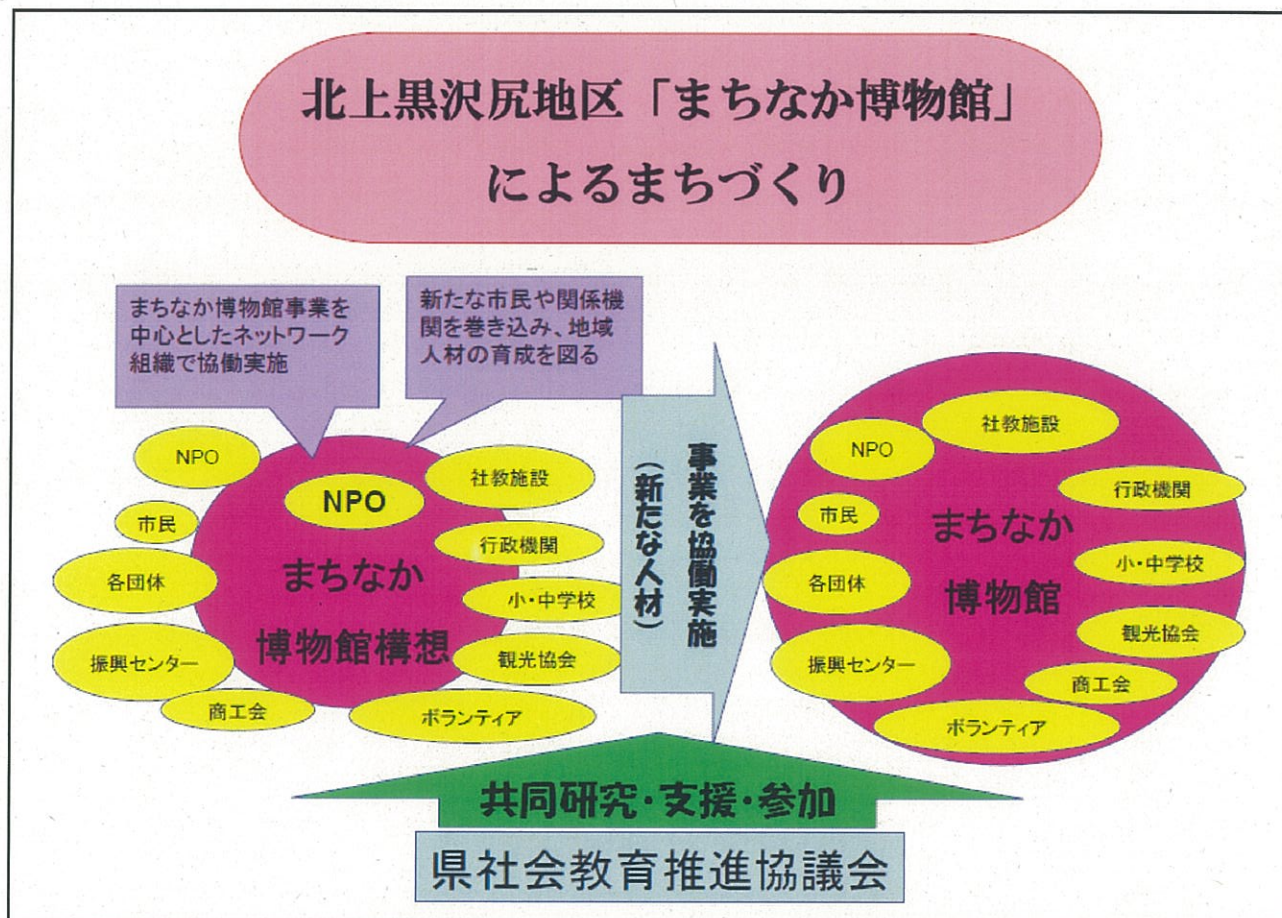 北上黒沢尻地区「まちなか博物館」
によるまちづくり
まちなか博物館事業を
中心としたネットワーク
組織で協働実施
新たな市民や関係機
関を巻き込み、地域
人材の育成を図る
NPO
市民
各団体
振興センター
商工会
NPO
まちなか
博物館構想
社教施設
行政機関
小・中学校
観光協会
ボランティア
事業を協働実施
(新たな人材)
社教施設
NPO
市民
各団体
振興センター
まちなか
博物館
行政機関
小・中学校
観光協会
商工会
ボランティア
共同研究・支援・参加
県社会教育推進協議会